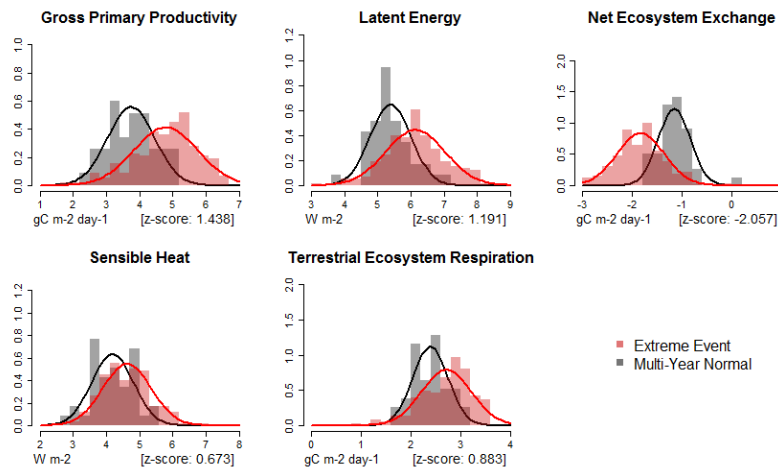 Gross Primary Productivity
Latent Energy
Net Ecosystem Exchange
0.0 0.2 0.4 0.6 0.8 1.0
1 2 3 4 5 6 7
gC m-2 day-1 [z-score: 1.438]
0.0 0.2 0.4 0.6 0.8 1.0 1.2
3 4 5 6 7 8 9
W m-2 [z-score: 1.191]
0.0 0.5 1.0 1.5 2.0
-3 -2 -1 0
gC m-2 day-1 [z-score: -2.057]
Sensible Heat
Terrestrial Ecosystem Respiration
0.0 0.2 0.4 0.6 0.8 1.0 1.2
2 3 4 5 6 7 8
W m-2 [z-score: 0.673]
0.0 0.5 1.0 1.5 2.0
0 1 2 3 4
gC m-2 day-1 [z-score: 0.883]
Extreme Event
Multi-Year Normal